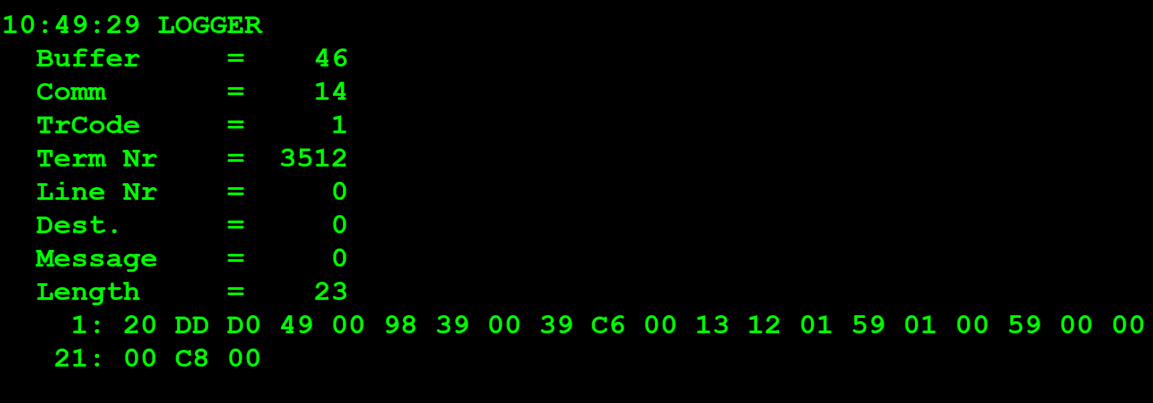 10:49:29 LOGGER
Buffer = 46
Comm = 14
TrCode = 1
Term Nr = 3512
Line Nr = 0
Dest. = 0
Message = 0
Length = 23
1: 20 DD D0 49 00 98 39 00 39 C6 00 13 12 01 59 01 00 59 00 00
21: 00 C8 00